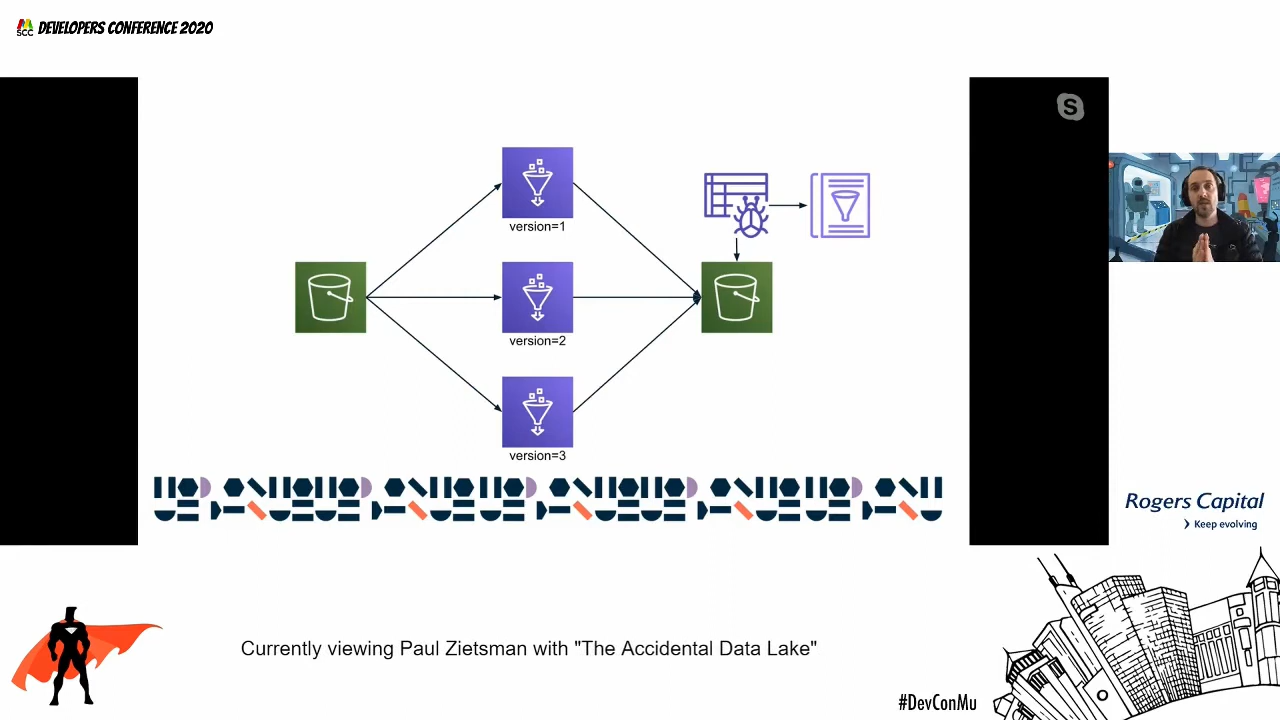 SCC DEVELOPERS CONFERENCE 2020
S
version=1
version=2
version=3
Rogers Capital
Keep evolving
Currently viewing Paul Zietsman with "The Accidental Data Lake"
#DevConMu